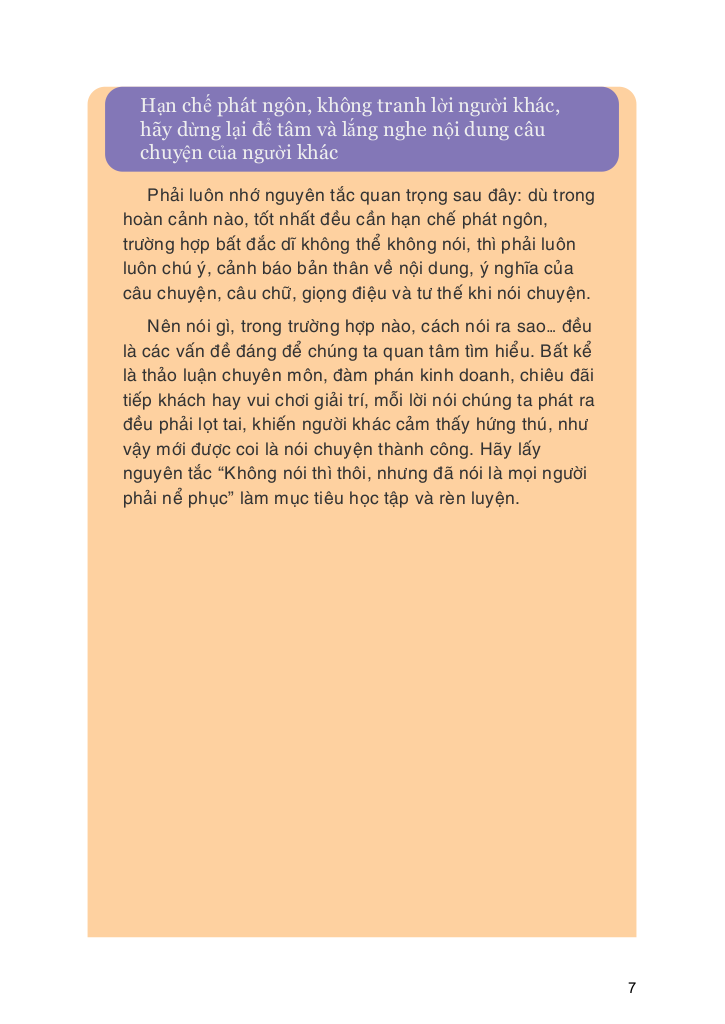 Hạn chế phát ngôn, không tranh lời người khác,
hãy dừng lại để tâm và lắng nghe nội dung câu
chuyện của người khác
Phải luôn nhớ nguyên tắc quan trọng sau đây: dù trong
hoàn cảnh nào, tốt nhất đều cần hạn chế phát ngôn,
trường hợp bất đắc dĩ không thể không nói, thì phải luôn
luôn chú ý, cảnh báo bản thân về nội dung, ý nghĩa của
câu chuyện, câu chữ, giọng điệu và tư thế khi nói chuyện.
Nên nói gì, trong trường hợp nào, cách nói ra sao… đều
là các vấn đề đáng để chúng ta quan tâm tìm hiểu. Bất kể
là thảo luận chuyên môn, đàm phán kinh doanh, chiêu đãi
tiếp khách hay vui chơi giải trí, mỗi lời nói chúng ta phát ra
đều phải lọt tai, khiến người khác cảm thấy hứng thú, như
vậy mới được coi là nói chuyện thành công. Hãy lấy
nguyên tắc “Không nói thì thôi, nhưng đã nói là mọi người
phải nể phục” làm mục tiêu học tập và rèn luyện.
7